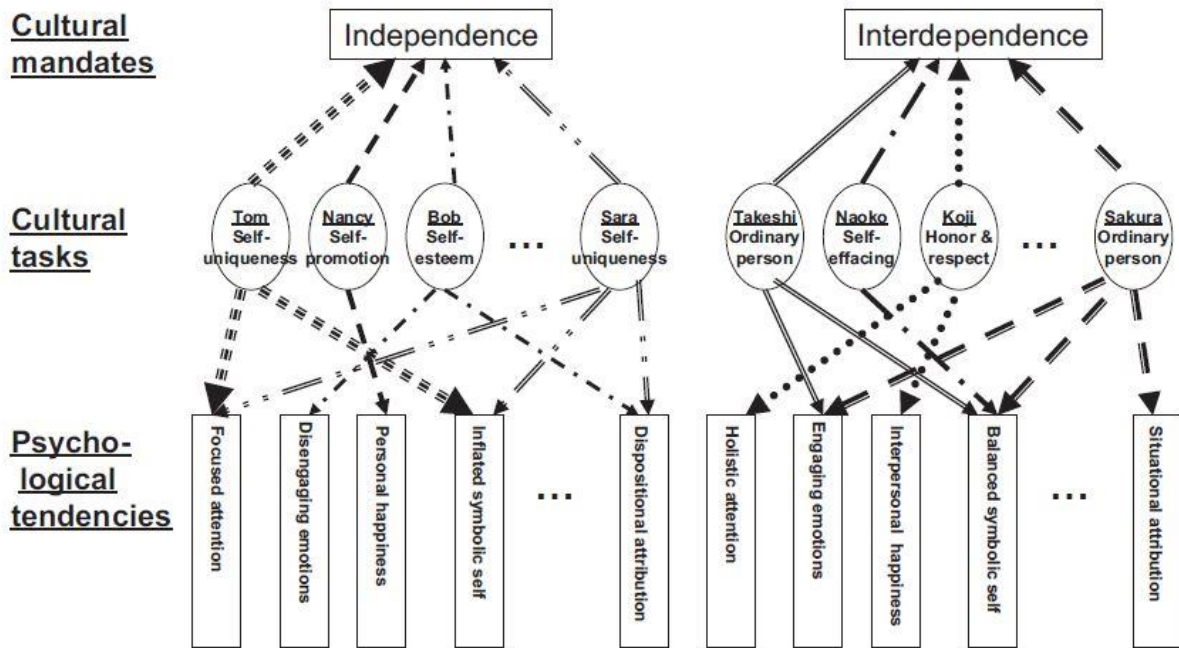 Cultural
mandates
Independence
Interdependence
Cultural
tasks
Tom
Self-
uniqueness
Nancy
Self-
promotion
Bob
Self-
esteem
...
Sara
Self-
uniqueness
Takeshi
Ordinary
person
Naoko
Self-
effacing
Koji
Honor &
respect
...
Sakura
Ordinary
person
Psycho-
logical
tendencies
Focused attention
Disengaging emotions
Personal happiness
Inflated symbolic self
...
Dispositional attribution
Holistic attention
Engaging emotions
Interpersonal happiness
Balanced symbolic self
...
Situational attribution